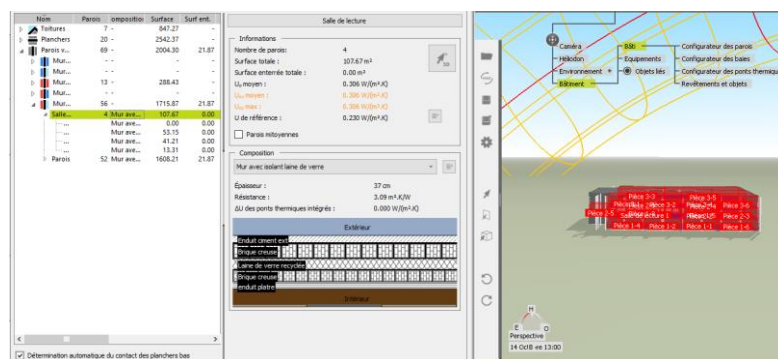 Nom Parois omposition Surface Surf ent.
Toitures 7 - 847.27 -
Planchers 20 - 2542.37 -
Parois v... 69 - 2004.30 21.87
Mur... - - - -
Mur... - - - -
Mur... 13 - 288.43 -
Mur... - - - -
Mur... 56 - 1715.87 21.87
Salle... 4 Mur ave... 107.67 0.00
... Mur ave... 0.00 0.00
... Mur ave... 53.15 0.00
... Mur ave... 41.21 0.00
... Mur ave... 13.31 0.00
Parois 52 Mur ave... 1608.21 21.87
Détermination automatique du contact des planchers bas
Salle de lecture
Informations
Nombre de parois: 4
Surface totale : 107.67 m²
Surface enterrée totale : 0.00 m²
Up moyen : 0.306 W/(m².K)
0.306 W/(m².K)
0.306 W/(m².K)
U de référence : 0.230 W/(m².K)
Parois mitoyennes
Composition
Mur avec isolant laine de verre
Épaisseur : 37 cm
Résistance : 3.09 m².K/W
ΔU des ponts thermiques intégrés : 0.000 W/(m².K)
Extérieur
Enduit ciment ext
Brique creuse
Laine de verre recyclée
Brique creuse
enduit platre
Intérieur
Caméra
Héliodon
Environnement
Bâtiment
Bâti
Equipements
Objets liés
Configurateur des parois
Configurateur des baies
Configurateur des ponts thermiqu
Revêtements et objets
Pièce 3-3 Pièce 3-5
Pièce 3-2 Pièce 3-6
Pièce 2-5 Salle de lecture 1 Pièce 2-3
Pièce 1-4 Pièce 1-2 Pièce 1-1 Pièce 1-6
H
E O
Perspective
14 Oct à 13:00